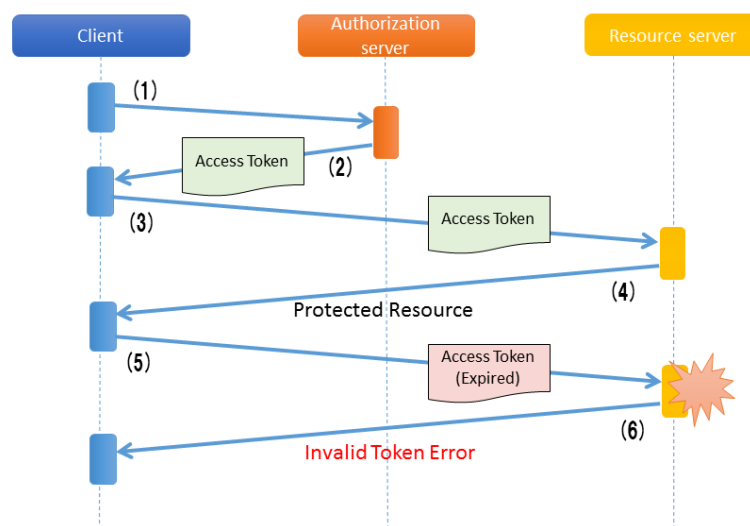 Client
Authorization
server
Resource server
(1)
Access Token
(2)
(3)
Access Token
(4)
Protected Resource
(5)
Access Token
(Expired)
(6)
Invalid Token Error